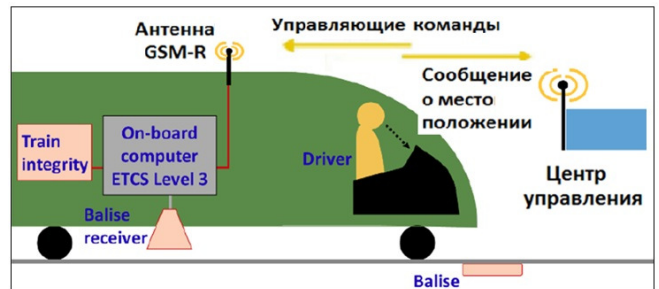 Антенна
GSM-R
Управляющие команды
Сообщение
о место
положении
Train
integrity
On-board
computer
ETCS Level 3
Driver
Balise
receiver
Центр
управления
Balise